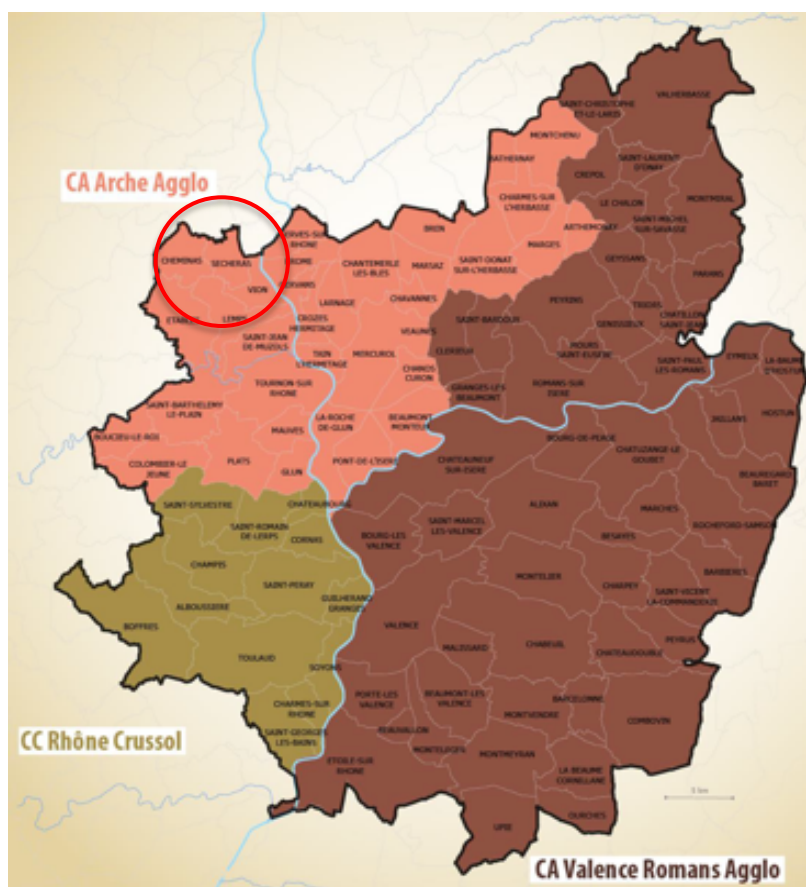 SAINT-CHRISTOPHE
ET-LE-LARIS
VALHERBASSE
MONTCHENU
BATHERNAY
SAINT-LAURENT
D'ONAY
CREPOL
CA Arche Agglo
CHARMES-SUR
L'HERBASSE
LE CHALON
MONTMIRAL
SAINT-MICHEL
SUR-SAVASSE
ARTHEMONAY
BREN
MARGES
CHEMINAS
SECHERAS
CHANTEMERLE
LES-BLES
MARSAZ
SAINT-DONAT
SUR-L'HERBASSE
GEYSSANS
PARNANS
VION
GERVANS
LARNAGE
CHAVANNES
PEYRINS
TRIORS
CHATILLON
SAINT-JEAN
ETABLES
LEMPS
CROZES
HERMITAGE
SAINT-BARDOUX
GENISSIEUX
SAINT-JEAN
DE-MUZOLS
VEAUNES
MOURS
SAINT-EUSEBE
TAIN
L'HERMITAGE
MERCUROL
CLERIEUX
SAINT-PAUL
LES-ROMANS
EYMEUX
LA-BAUME
D'HOSTUN
CHANOS
CURSON
TOURNON-SUR
RHONE
GRANGES-LES
BEAUMONT
ROMANS-SUR
ISERE
SAINT-BARTHELEMY
LE-PLAIN
LA-ROCHE
DE-GLUN
BEAUMONT
MONTEUX
JAILLANS
HOSTUN
MAUVES
BOUCIEU-LE-ROI
BOURG-DE-PEAGE
CHATUZANGE-LE
GOUBET
COLOMBIER-LE
JEUNE
PLATS
GLUN
PONT-DE-L'ISERE
CHATEAUNEUF
SUR-ISERE
BEAUREGARD
BARET
SAINT-SYLVESTRE
CHATEAUBOURG
ALIXAN
MARCHES
SAINT-ROMAIN
DE-LERPS
CORNAS
BOURG-LES
VALENCE
SAINT-MARCEL
LES-VALENCE
BESAYES
ROCHEFORT-SAMSON
CHAMPIS
BARBIERES
SAINT-PERAY
MONTELIER
CHARPEY
SAINT-VICENT
LA-COMMANDERIE
ALBOUSSIERE
GUILHERAND
GRANGES
BOFFRES
VALENCE
MALISSARD
CHABEUIL
PEYRUS
CHATEAUDOUBLE
TOULAUD
SOYONS
PORTE-LES
VALENCE
BEAUMONT-LES
VALENCE
BARCELONNE
CHARMES-SUR
RHONE
MONTVENDRE
COMBOVIN
CC Rhône Crussol
SAINT-GEORGES
LES-BAINS
BEAUVALLON
MONTELEGER
MONTMEYRAN
ETOILE-SUR
RHONE
LA BEAUME
CORNELLANE
5 km
OURCHES
UPIE
CA Valence Romans Agglo